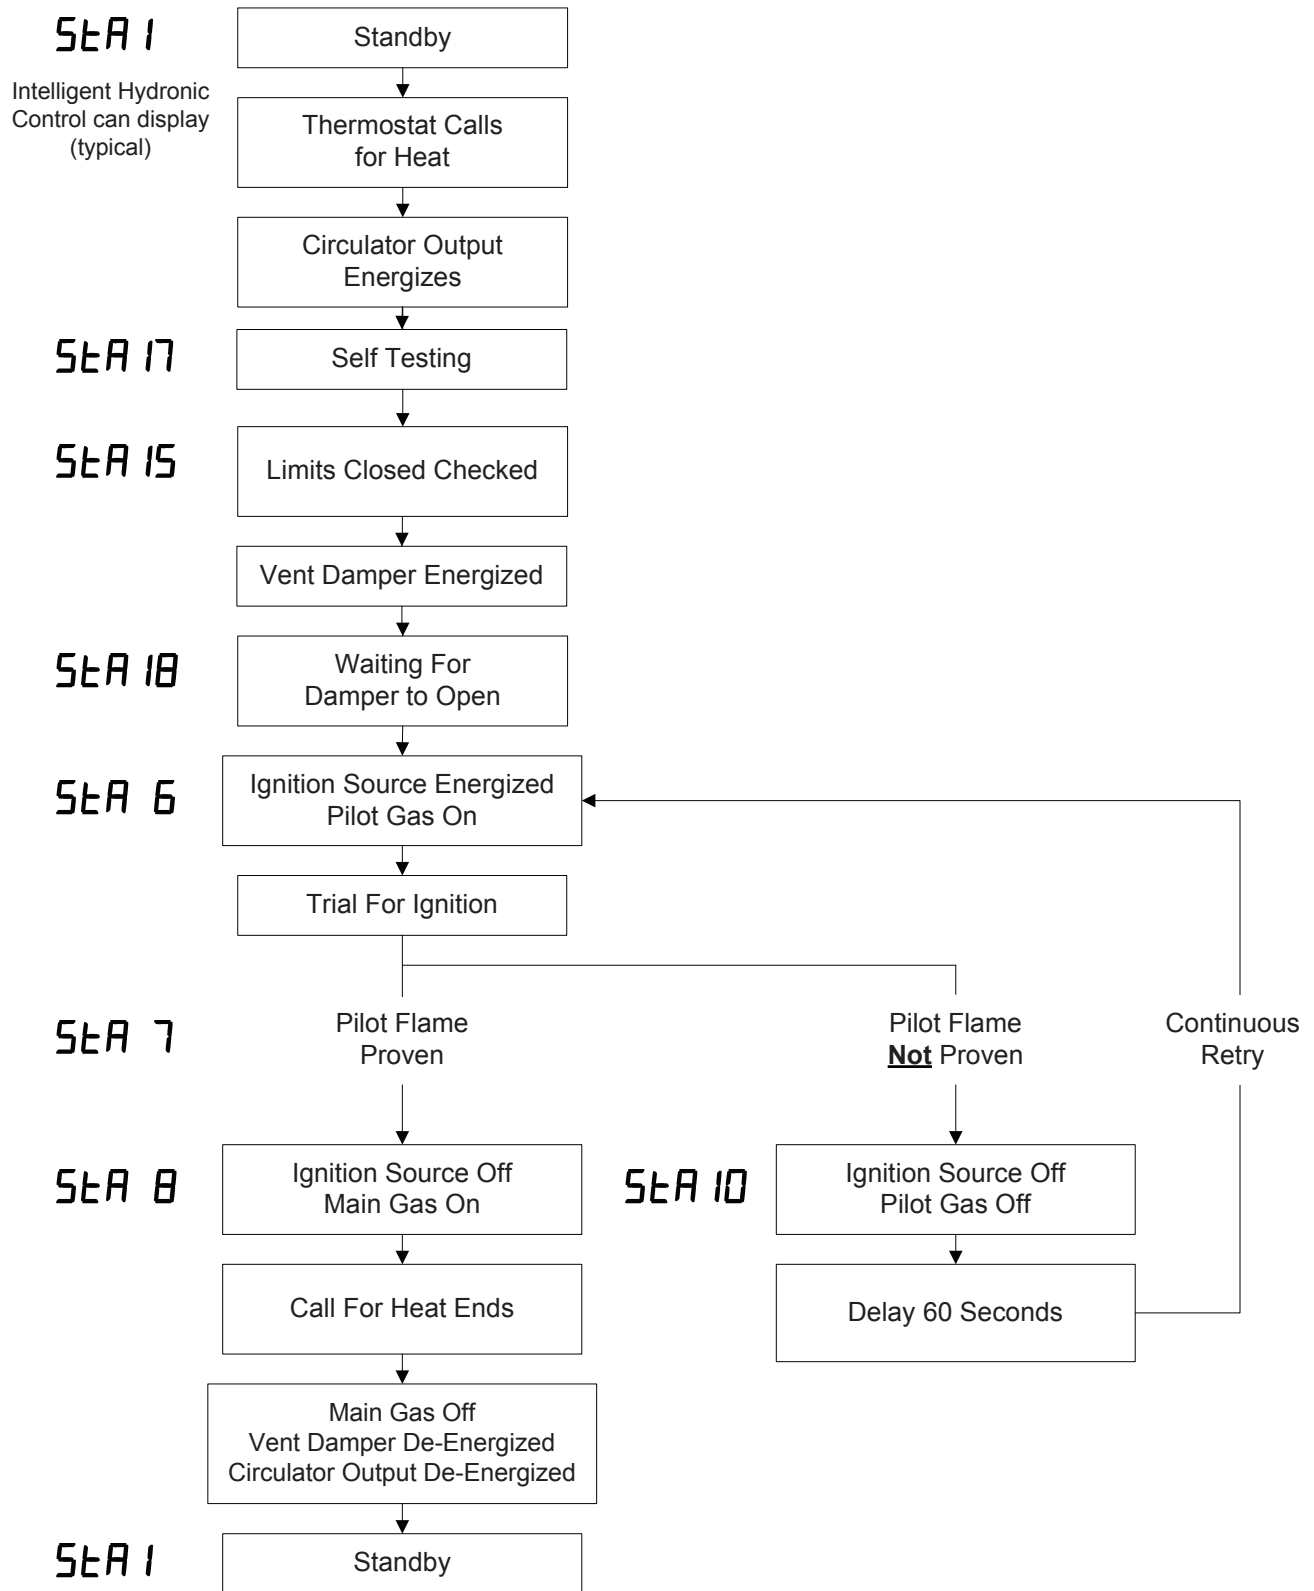 StA 1
Standby
Intelligent Hydronic
Control can display
(typical)
Thermostat Calls
for Heat
Circulator Output
Energizes
StA 17
Self Testing
StA 15
Limits Closed Checked
Vent Damper Energized
StA 18
Waiting For
Damper to Open
StA 6
Ignition Source Energized
Pilot Gas On
Trial For Ignition
StA 7
Pilot Flame
Proven
Pilot Flame
Not Proven
Continuous
Retry
StA 8
Ignition Source Off
Main Gas On
StA 10
Ignition Source Off
Pilot Gas Off
Call For Heat Ends
Delay 60 Seconds
Main Gas Off
Vent Damper De-Energized
Circulator Output De-Energized
StA 1
Standby